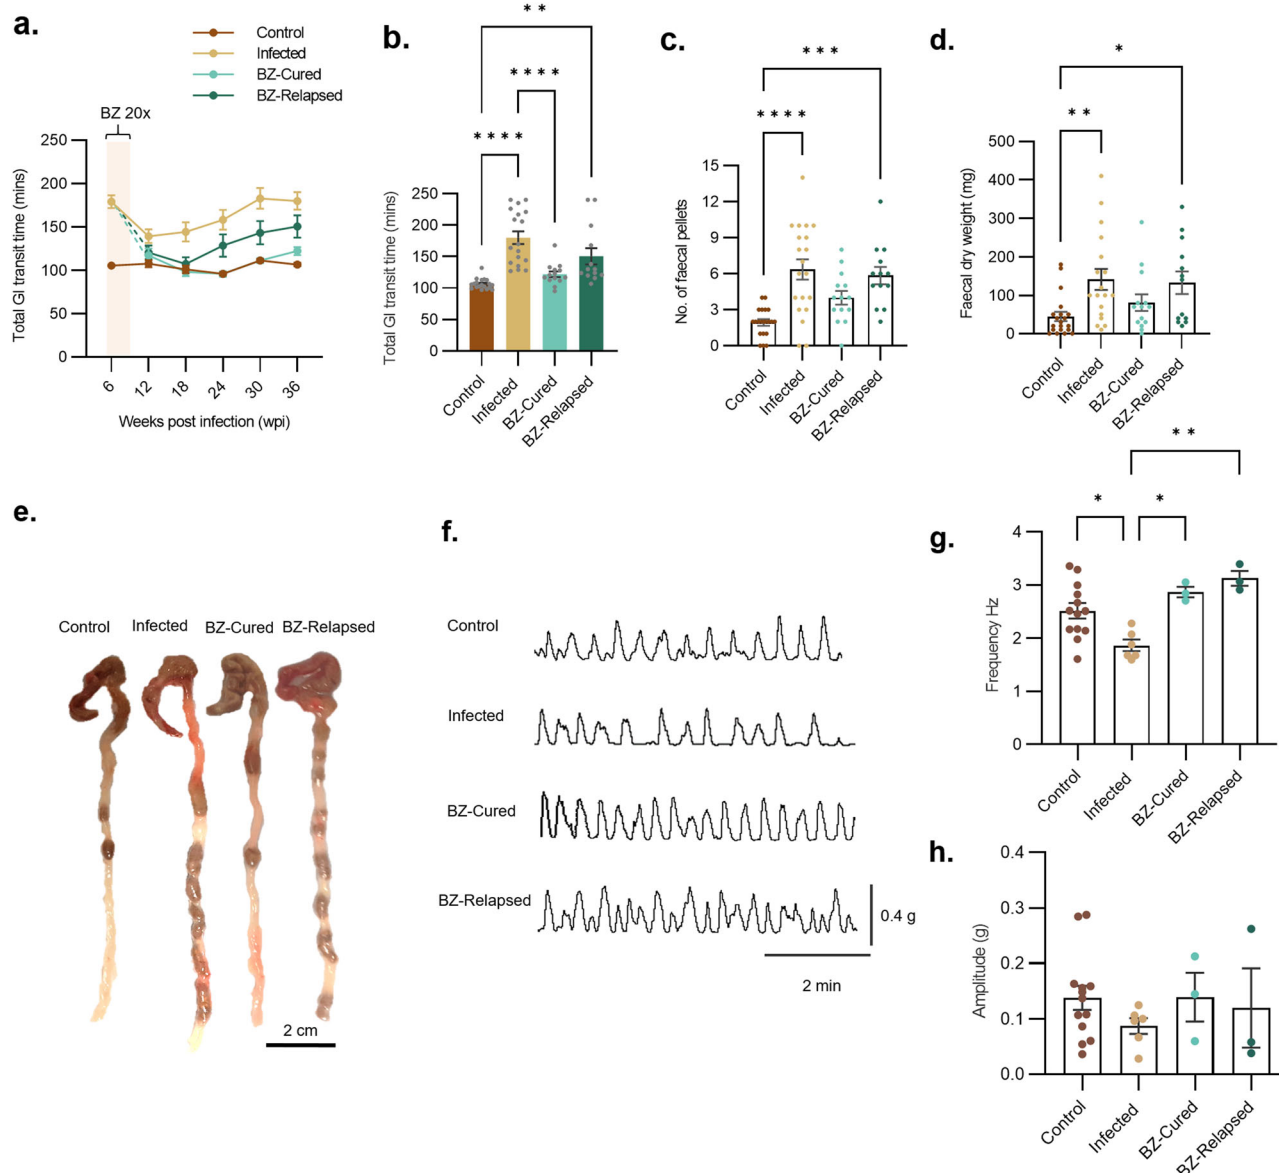 a.
Control
Infected
BZ-Cured
BZ-Relapsed
BZ 20x
Total GI transit time (mins)
250
200
150
100
50
0
6
12
18
24
30
36
Weeks post infection (wpi)
b.
**
****
****
Total GI transit time (mins)
250
200
150
100
50
0
Control
Infected
BZ-Cured
BZ-Relapsed
c.
***
****
No. of faecal pellets
15
12
9
6
3
0
Control
Infected
BZ-Cured
BZ-Relapsed
d.
*
**
Faecal dry weight (mg)
500
400
300
200
100
0
Control
Infected
BZ-Cured
BZ-Relapsed
e.
Control
Infected
BZ-Cured
BZ-Relapsed
2 cm
f.
Control
Infected
BZ-Cured
BZ-Relapsed
0.4 g
2 min
g.
**
*
*
Frequency Hz
4
3
2
1
0
Control
Infected
BZ-Cured
BZ-Relapsed
h.
Amplitude (g)
0.4
0.3
0.2
0.1
0.0
Control
Infected
BZ-Cured
BZ-Relapsed